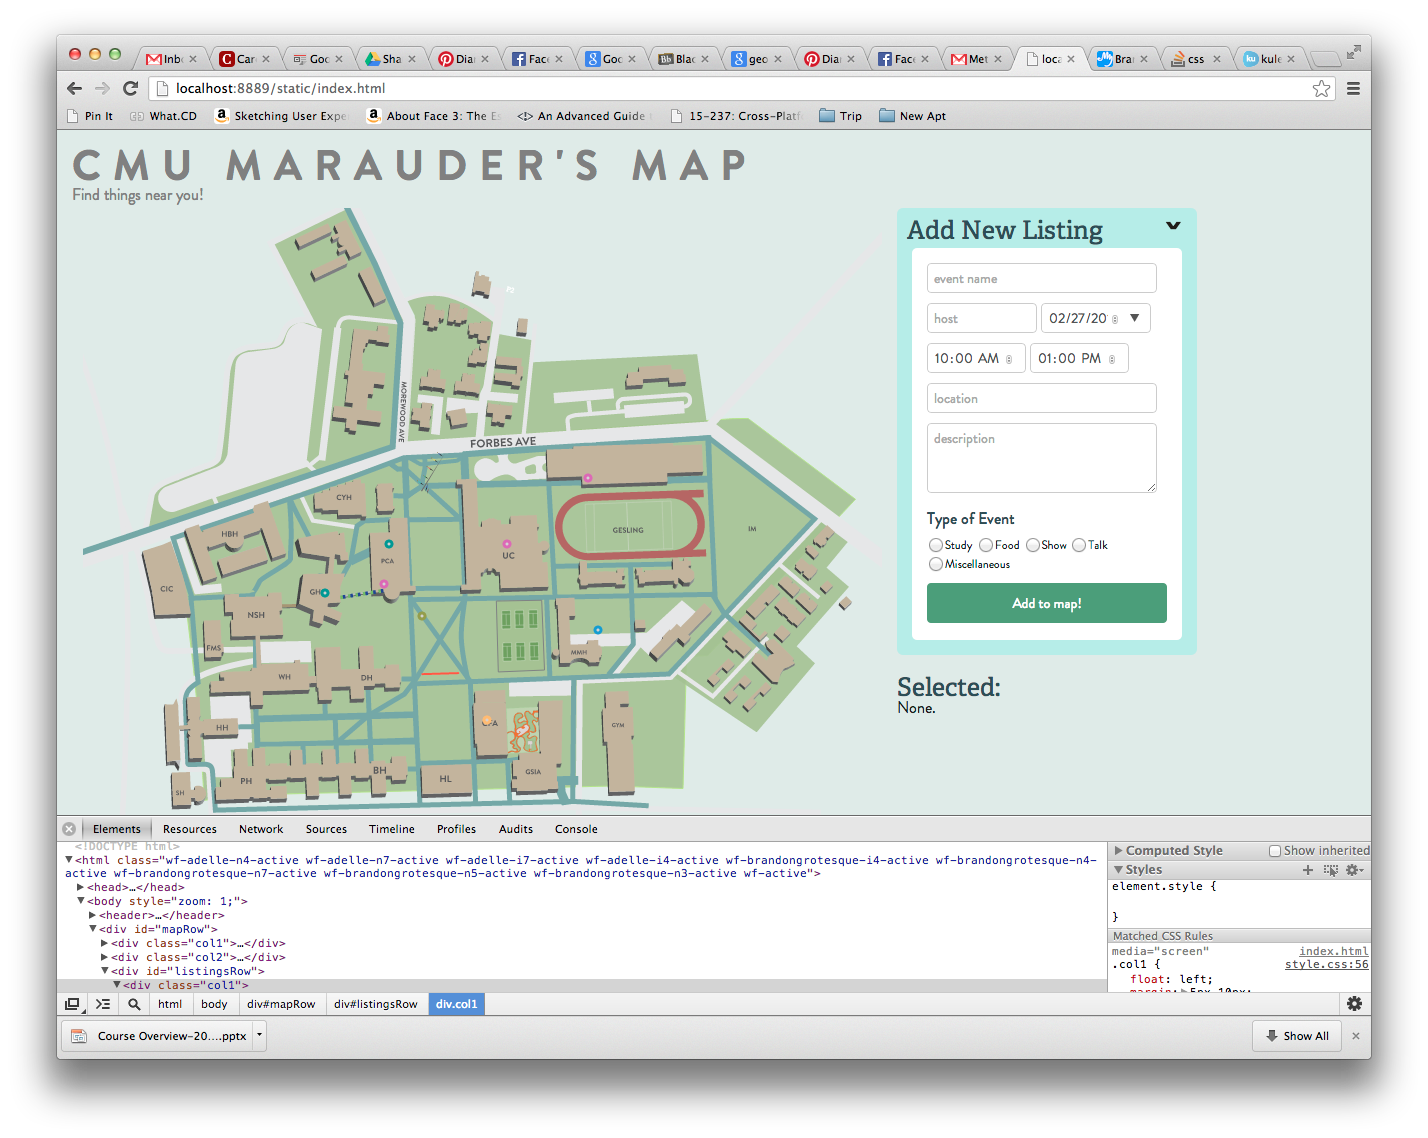 Inb
Car
Goo
Sha
Dia
Face
Goo
Bb Blac
geo
Dia
Face
Met
loca
Bra
css
ku kule
localhost:8889/static/index.html
Pin It
What.CD
Sketching User Expe
About Face 3: The Es
An Advanced Guide
15-237: Cross-Platf
Trip
New Apt
CMU MARAUDER'S MAP
Find things near you!
Add New Listing
event name
host
02/27/20
10:00 AM
01:00 PM
location
description
Type of Event
Study Food Show Talk
Miscellaneous
Add to map!
Selected:
None.
MOREWOOD AVE
FORBES AVE
CYH
HBH
PCA
UC
GESLING
IM
CIC
GH
NSH
FMS
MMH
WH
DH
HH
CFA
GYM
PH
BH
HL
GSIA
SH
Elements Resources Network Sources Timeline Profiles Audits Console
<!DOCTYPE html>
<html class="wf-adelle-n4-active wf-adelle-n7-active wf-adelle-i7-active wf-adelle-i4-active wf-brandongrotesque-i4-active wf-brandongrotesque-n4-
active wf-brandongrotesque-n7-active wf-brandongrotesque-n5-active wf-brandongrotesque-n3-active wf-active">
<head>…</head>
<body style="zoom: 1;">
<header>…</header>
<div id="mapRow">
<div class="col1">…</div>
<div class="col2">…</div>
<div id="listingsRow">
<div class="col1">
Computed Style Show inherited
Styles
element.style {
}
Matched CSS Rules
media="screen" index.html
.col1 { style.css:56
float: left;
margin: 5px 10px;
html body div#mapRow div#listingsRow div.col1
Course Overview-20....pptx
Show All